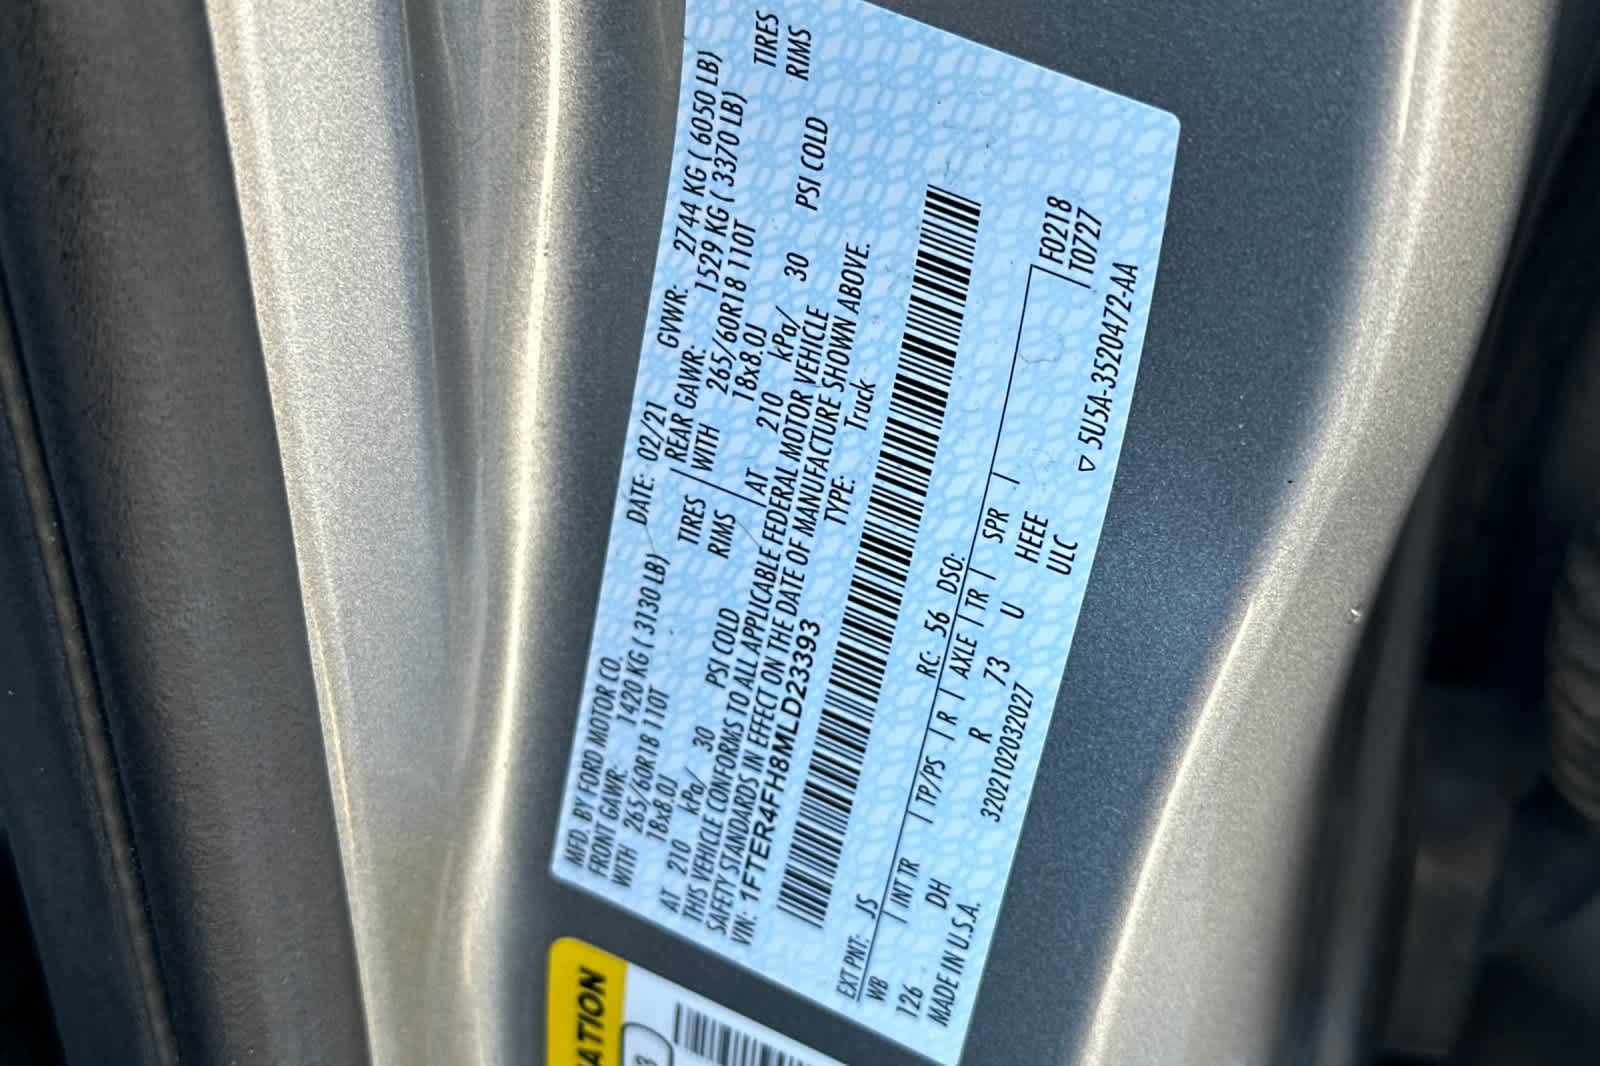 MFD. BY FORD MOTOR CO.
DATE: 02/21 GVWR: 2744 KG ( 6050 LB)
FRONT GAWR: 1420 KG ( 3130 LB) REAR GAWR: 1529 KG ( 3370 LB)
WITH 265/60R18 110T TIRES WITH 265/60R18 110T TIRES
18x8.0J RIMS 18x8.0J RIMS
AT 210 kPa/ 30 PSI COLD AT 210 kPa/ 30 PSI COLD
THIS VEHICLE CONFORMS TO ALL APPLICABLE FEDERAL MOTOR VEHICLE
SAFETY STANDARDS IN EFFECT ON THE DATE OF MANUFACTURE SHOWN ABOVE.
VIN: 1FTER4FH8MLD23393 TYPE: Truck
EXT PNT: JS RC: 56 DSO: F0218
WB INT TR TP/PS R AXLE TR SPR T0727
126 DH R 73 U HEEE
MADE IN U.S.A. 3202102032027 ULC
▽ 5U5A-3520472-AA